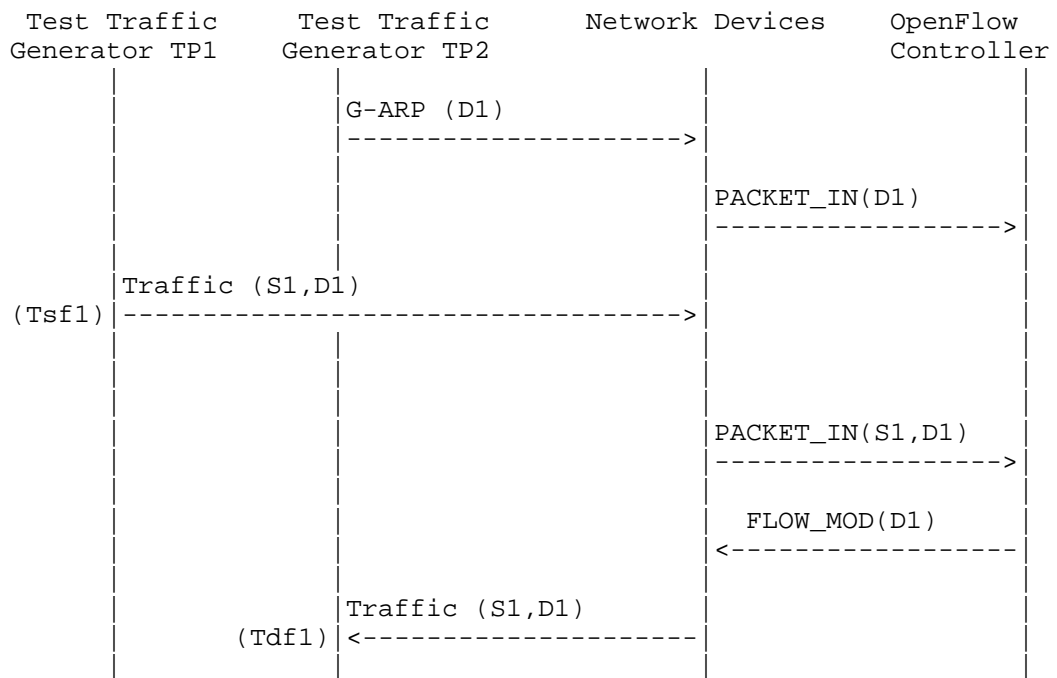 Test Traffic Test Traffic Network Devices OpenFlow
Generator TP1 Generator TP2 Controller
G-ARP (D1)
PACKET_IN(D1)
Traffic (S1,D1)
(Tsf1)
PACKET_IN(S1,D1)
FLOW_MOD(D1)
Traffic (S1,D1)
(Tdf1)